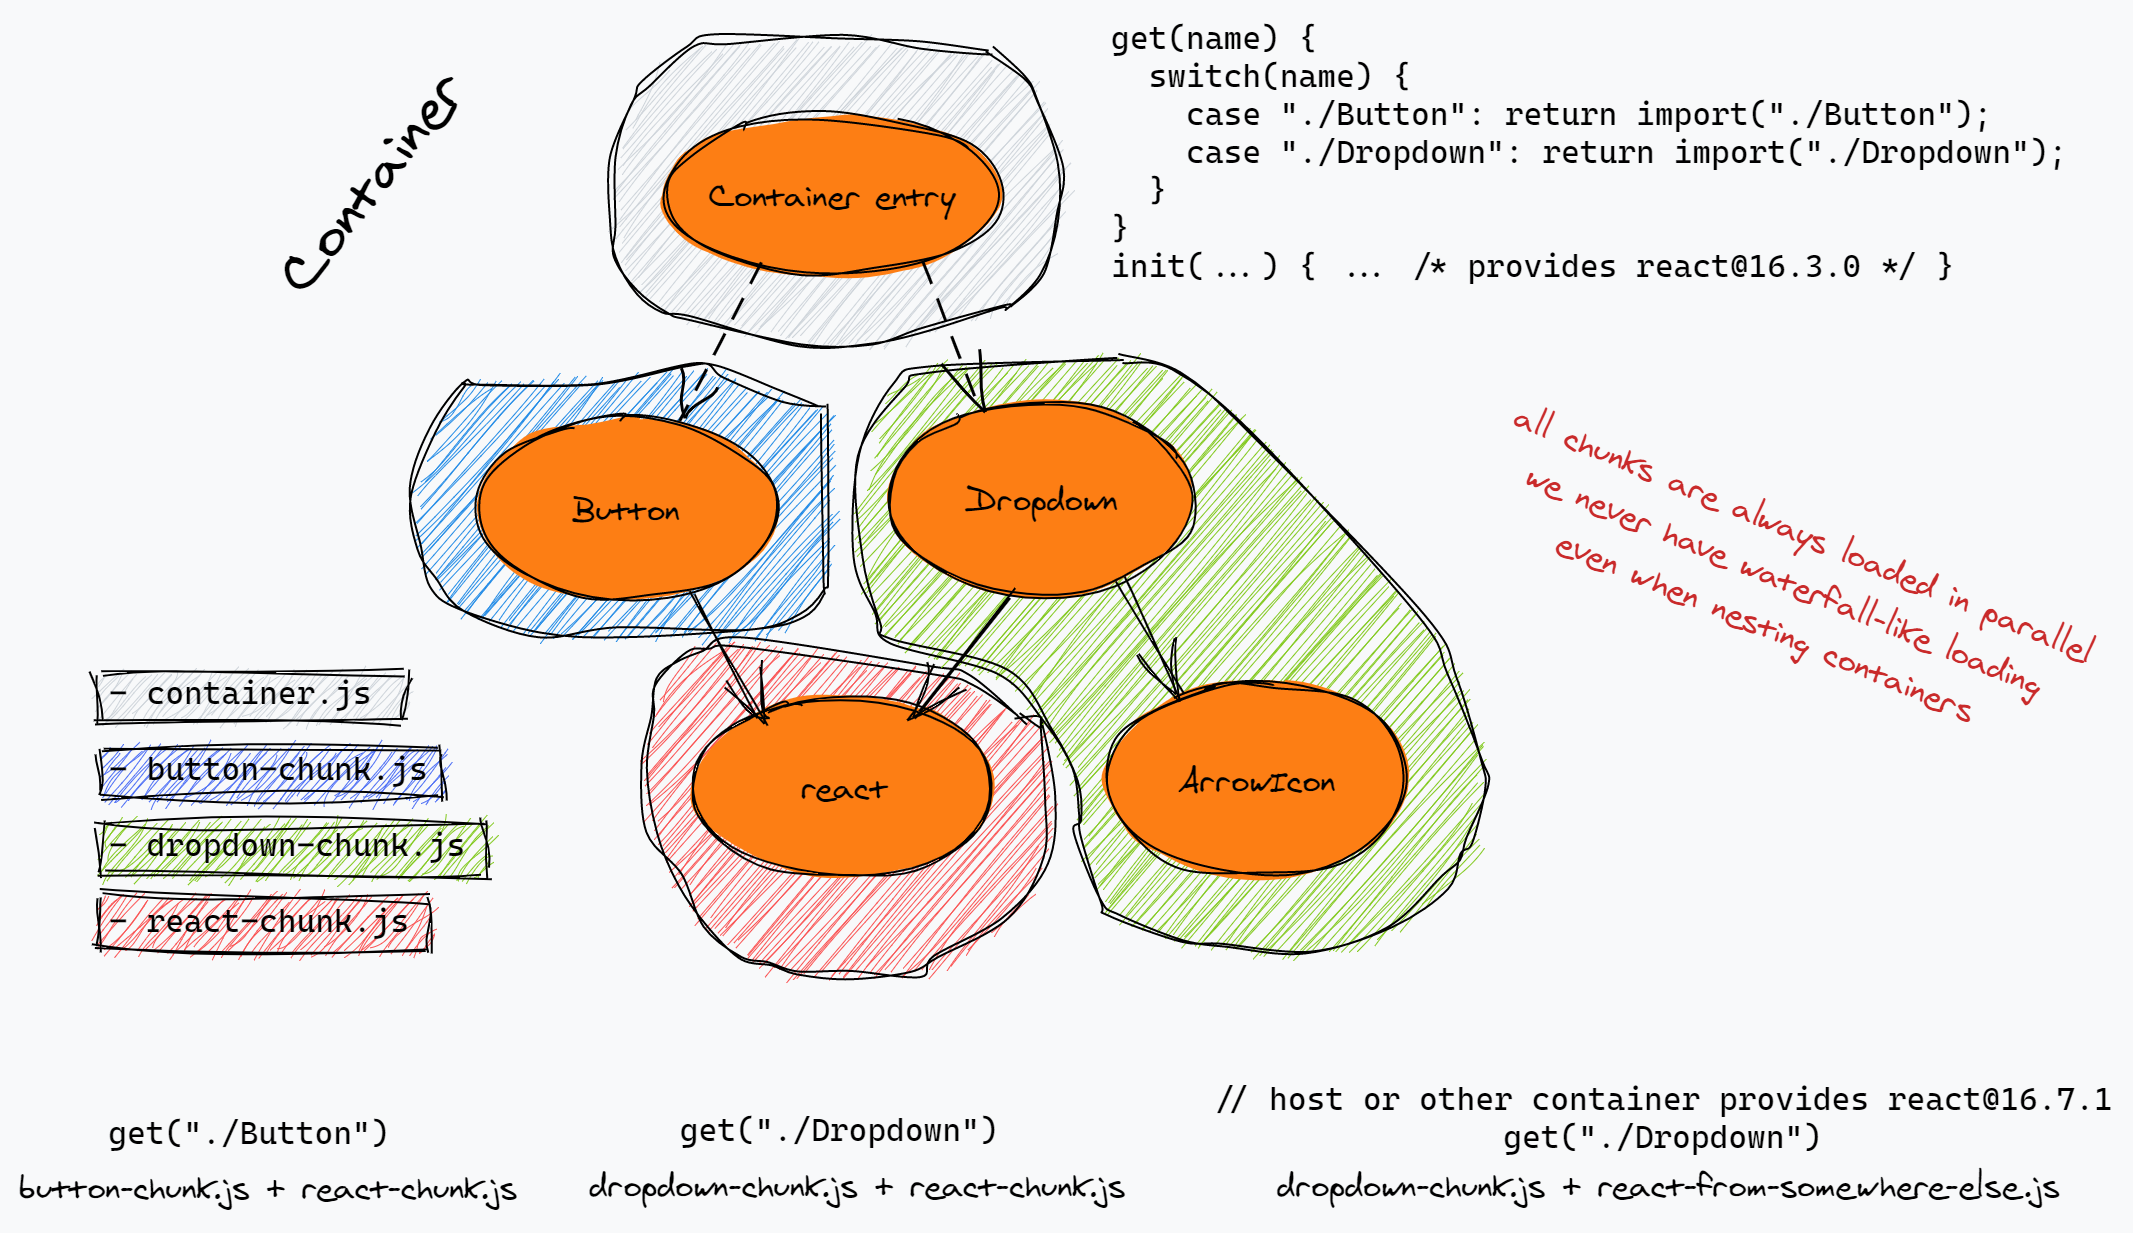 Container
get(name) {
switch(name) {
case "./Button": return import("./Button");
case "./Dropdown": return import("./Dropdown");
}
}
init( ... ) { ... /* provides react@16.3.0 */ }
Container entry
Button
Dropdown
react
ArrowIcon
all chunks are always loaded in parallel
we never have waterfall-like loading
even when nesting containers
- container.js
- button-chunk.js
- dropdown-chunk.js
- react-chunk.js
get("./Button")
button-chunk.js + react-chunk.js
get("./Dropdown")
dropdown-chunk.js + react-chunk.js
// host or other container provides react@16.7.1
get("./Dropdown")
dropdown-chunk.js + react-from-somewhere-else.js